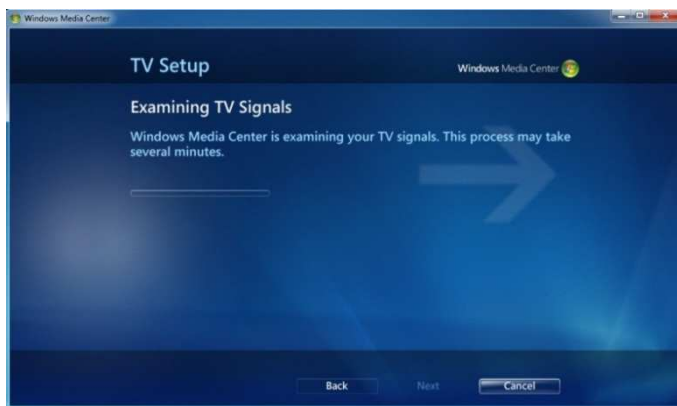 Windows Media Center
TV Setup
Windows Media Center
Examining TV Signals
Windows Media Center is examining your TV signals. This process may take
several minutes.
Back
Next
Cancel